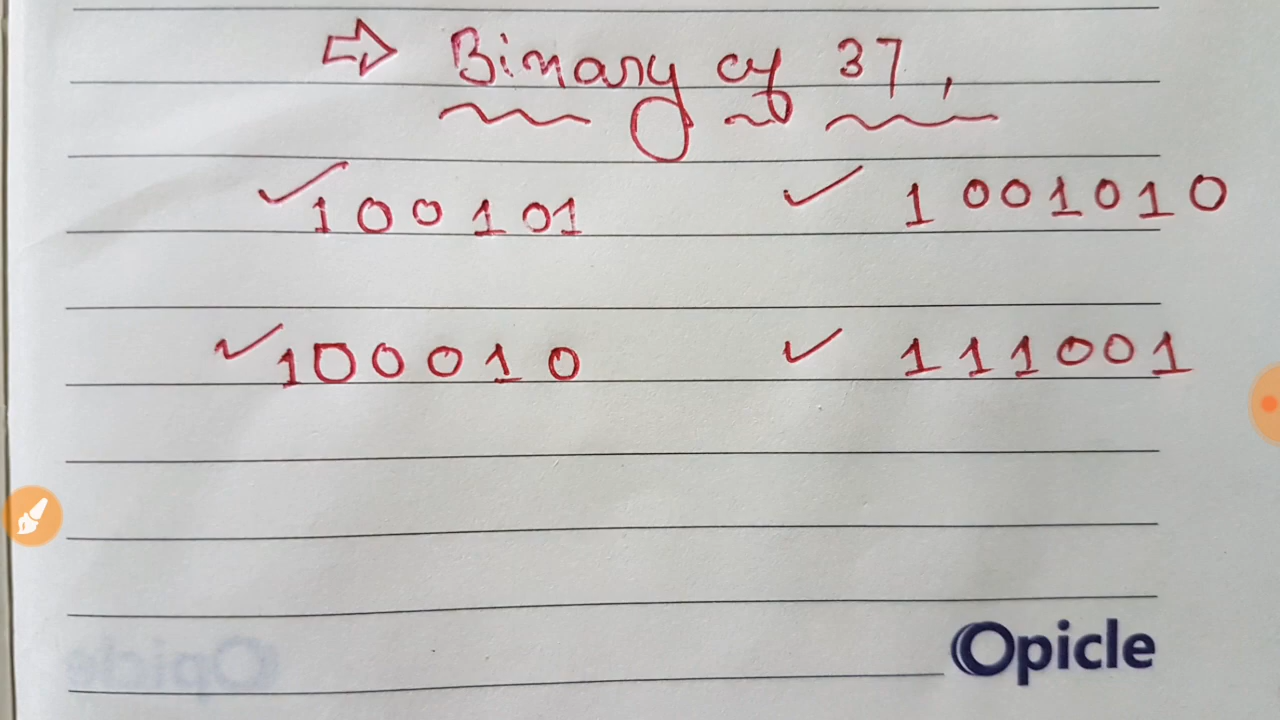 ⇨ Binary of 37,
✓100101 ✓ 1001010
✓100010 ✓ 111001
Opicle